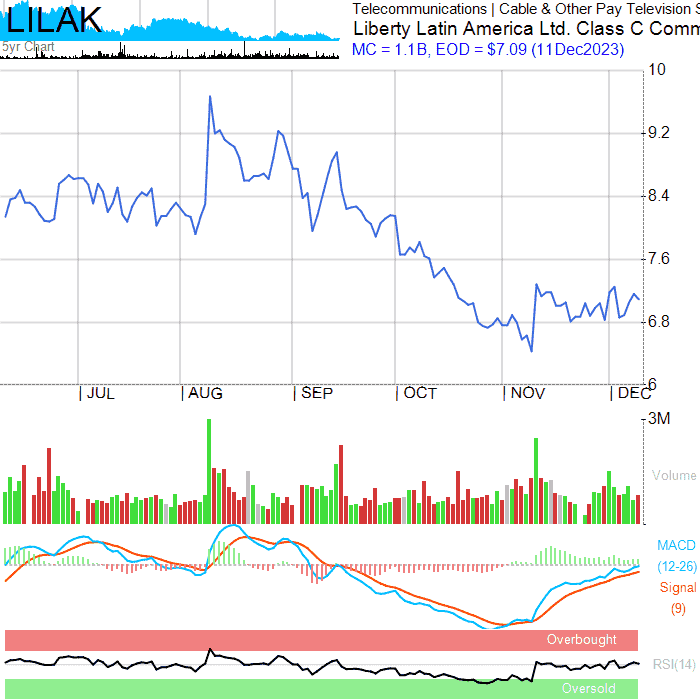 LILAK
5yr Chart
Telecommunications | Cable & Other Pay Television S
Liberty Latin America Ltd. Class C Comm
MC = 1.1B, EOD = $7.09 (11Dec2023)
10
9.2
8.4
7.6
6.8
6
| JUL | AUG | SEP | OCT | NOV | DEC
3M
Volume
MACD
(12-26)
Signal
(9)
Overbought
RSI(14)
Oversold